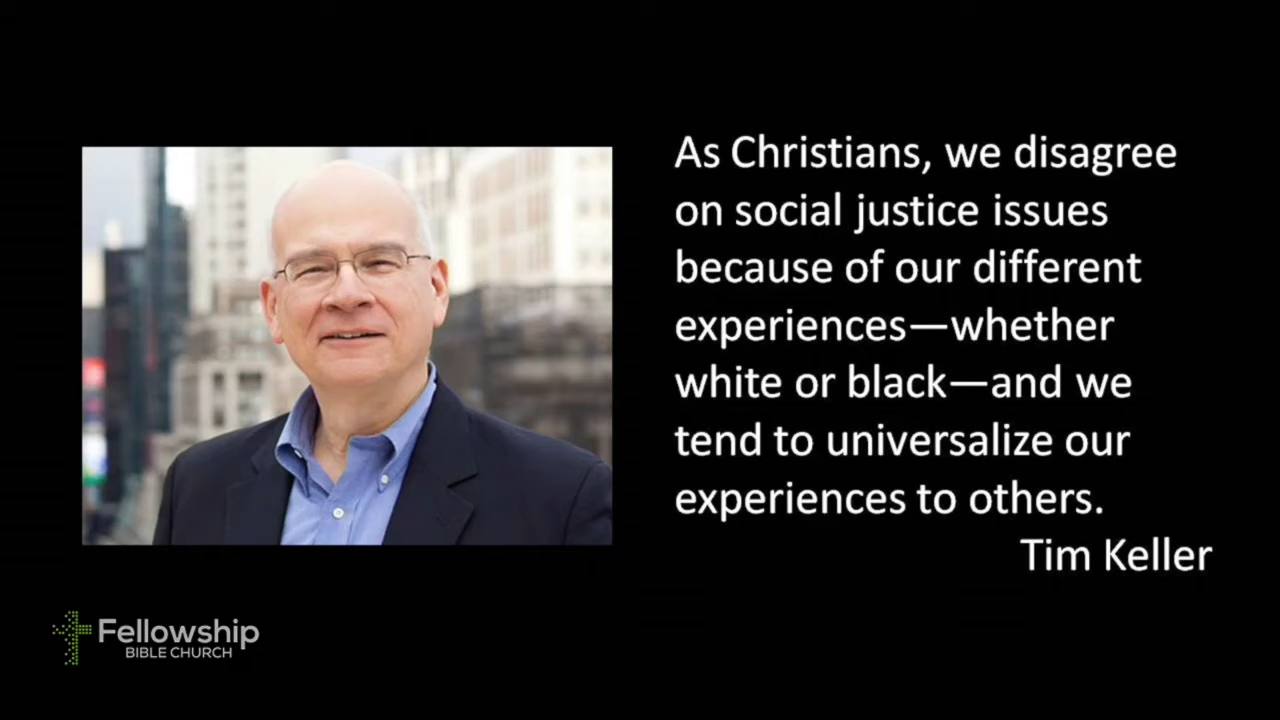 As Christians, we disagree
on social justice issues
because of our different
experiences—whether
white or black—and we
tend to universalize our
experiences to others.
Tim Keller
Fellowship
BIBLE CHURCH